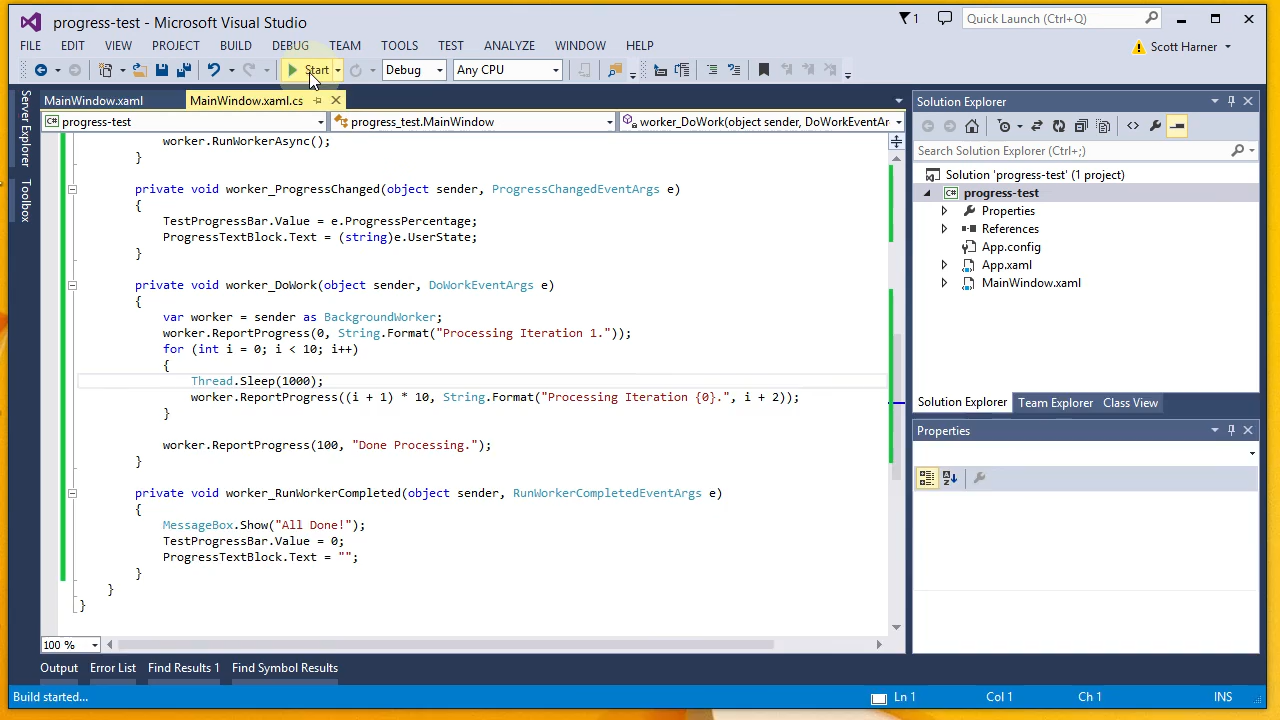 progress-test - Microsoft Visual Studio
1
Quick Launch (Ctrl+Q)
FILE EDIT VIEW PROJECT BUILD DEBUG TEAM TOOLS TEST ANALYZE WINDOW HELP
Scott Harner
Start Debug Any CPU
Server Explorer
Toolbox
MainWindow.xaml MainWindow.xaml.cs
progress-test progress_test.MainWindow worker_DoWork(object sender, DoWorkEventAr
worker.RunWorkerAsync();
}
private void worker_ProgressChanged(object sender, ProgressChangedEventArgs e)
{
TestProgressBar.Value = e.ProgressPercentage;
ProgressTextBlock.Text = (string)e.UserState;
}
private void worker_DoWork(object sender, DoWorkEventArgs e)
{
var worker = sender as BackgroundWorker;
worker.ReportProgress(0, String.Format("Processing Iteration 1."));
for (int i = 0; i < 10; i++)
{
Thread.Sleep(1000);
worker.ReportProgress((i + 1) * 10, String.Format("Processing Iteration {0}.", i + 2));
}
worker.ReportProgress(100, "Done Processing.");
}
private void worker_RunWorkerCompleted(object sender, RunWorkerCompletedEventArgs e)
{
MessageBox.Show("All Done!");
TestProgressBar.Value = 0;
ProgressTextBlock.Text = "";
}
}
}
100 %
Solution Explorer
Search Solution Explorer (Ctrl+;)
Solution 'progress-test' (1 project)
C# progress-test
Properties
References
App.config
App.xaml
MainWindow.xaml
Solution Explorer Team Explorer Class View
Properties
Output Error List Find Results 1 Find Symbol Results
Build started... Ln 1 Col 1 Ch 1 INS